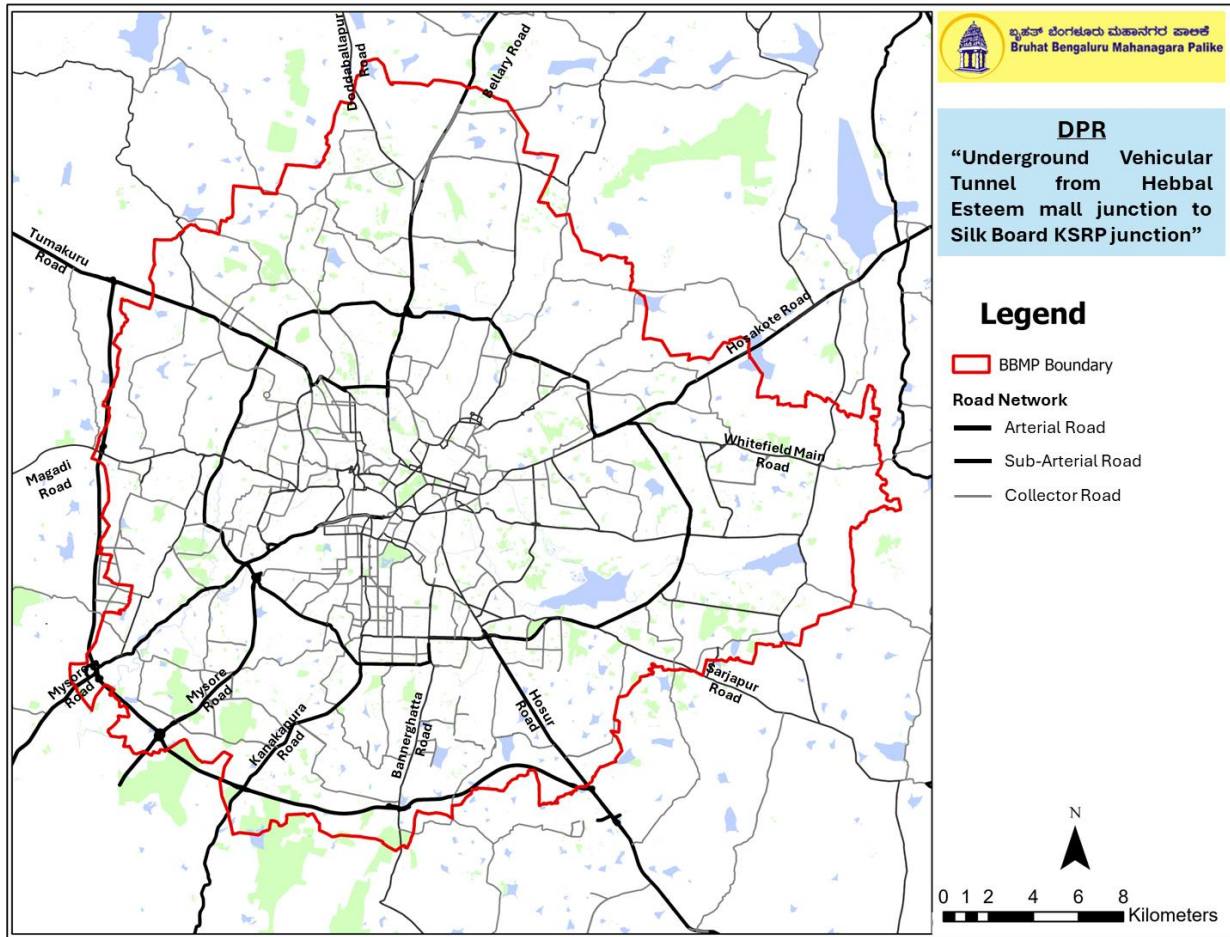 ಬೃಹತ್ ಬೆಂಗಳೂರು ಮಹಾನಗರ ಪಾಲಿಕೆ
Bruhat Bengaluru Mahanagara Palike
DPR
“Underground Vehicular
Tunnel from Hebbal
Esteem mall junction to
Silk Board KSRP junction”
Legend
BBMP Boundary
Road Network
Arterial Road
Sub-Arterial Road
Collector Road
N
0 1 2 4 6 8
Kilometers
Doddaballapur
Road
Bellary Road
Tumakuru
Road
Hosakote Road
Whitefield Main
Road
Magadi
Road
Mysore
Road
Mysore
Road
Kanakapura
Road
Bannerghatta
Road
Hosur
Road
Sarjapur
Road